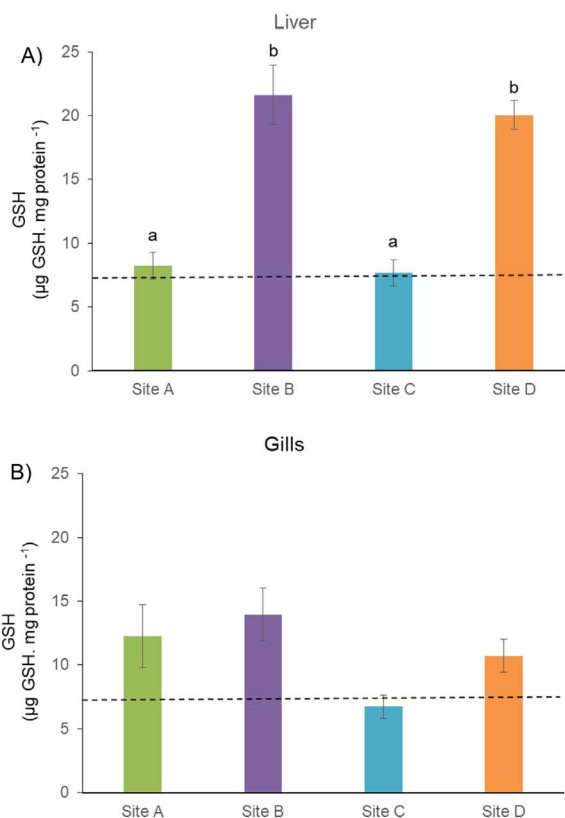 Liver
A)
GSH
(µg GSH. mg protein -1)
25
20
15
10
5
0
a
b
a
b
Site A Site B Site C Site D
Gills
B)
GSH
(µg GSH. mg protein -1)
25
20
15
10
5
0
Site A Site B Site C Site D